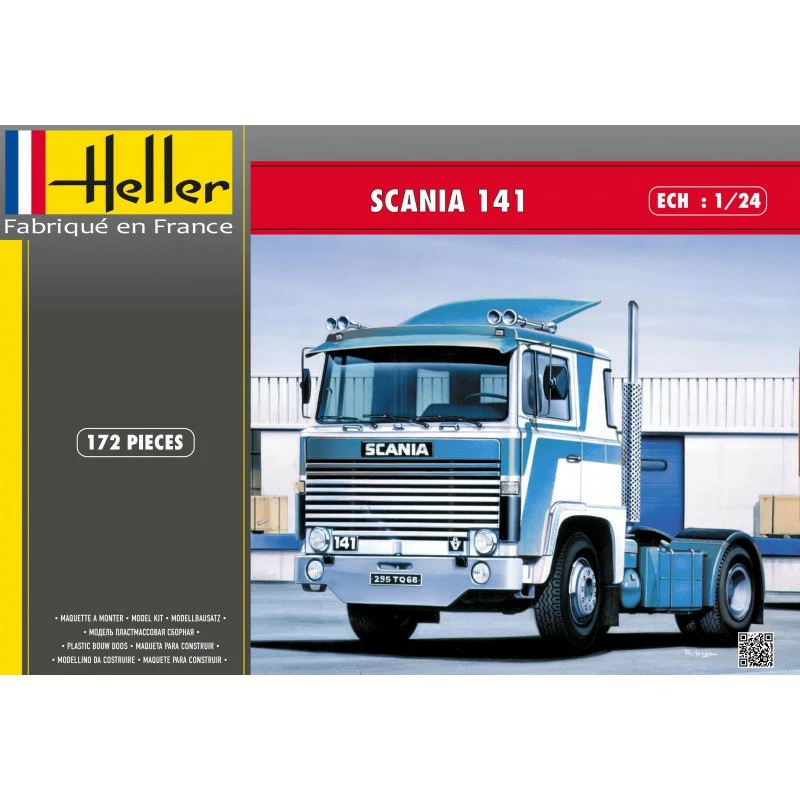 Heller
Fabriqué en France
SCANIA 141
ECH : 1/24
172 PIECES
SCANIA
141
V8
295 TQ 68
• MAQUETTE A MONTER • MODEL KIT • MODELLBAUSATZ •
• МОДЕЛЬ ПЛАСТМАССОВАЯ СБОРНАЯ •
• PLASTIC BOUW DOOS • MAQUETA PARA CONSTRUIR •
• MODELLINO DA COSTRUIRE • MAQUETE PARA CONSTRUIR •